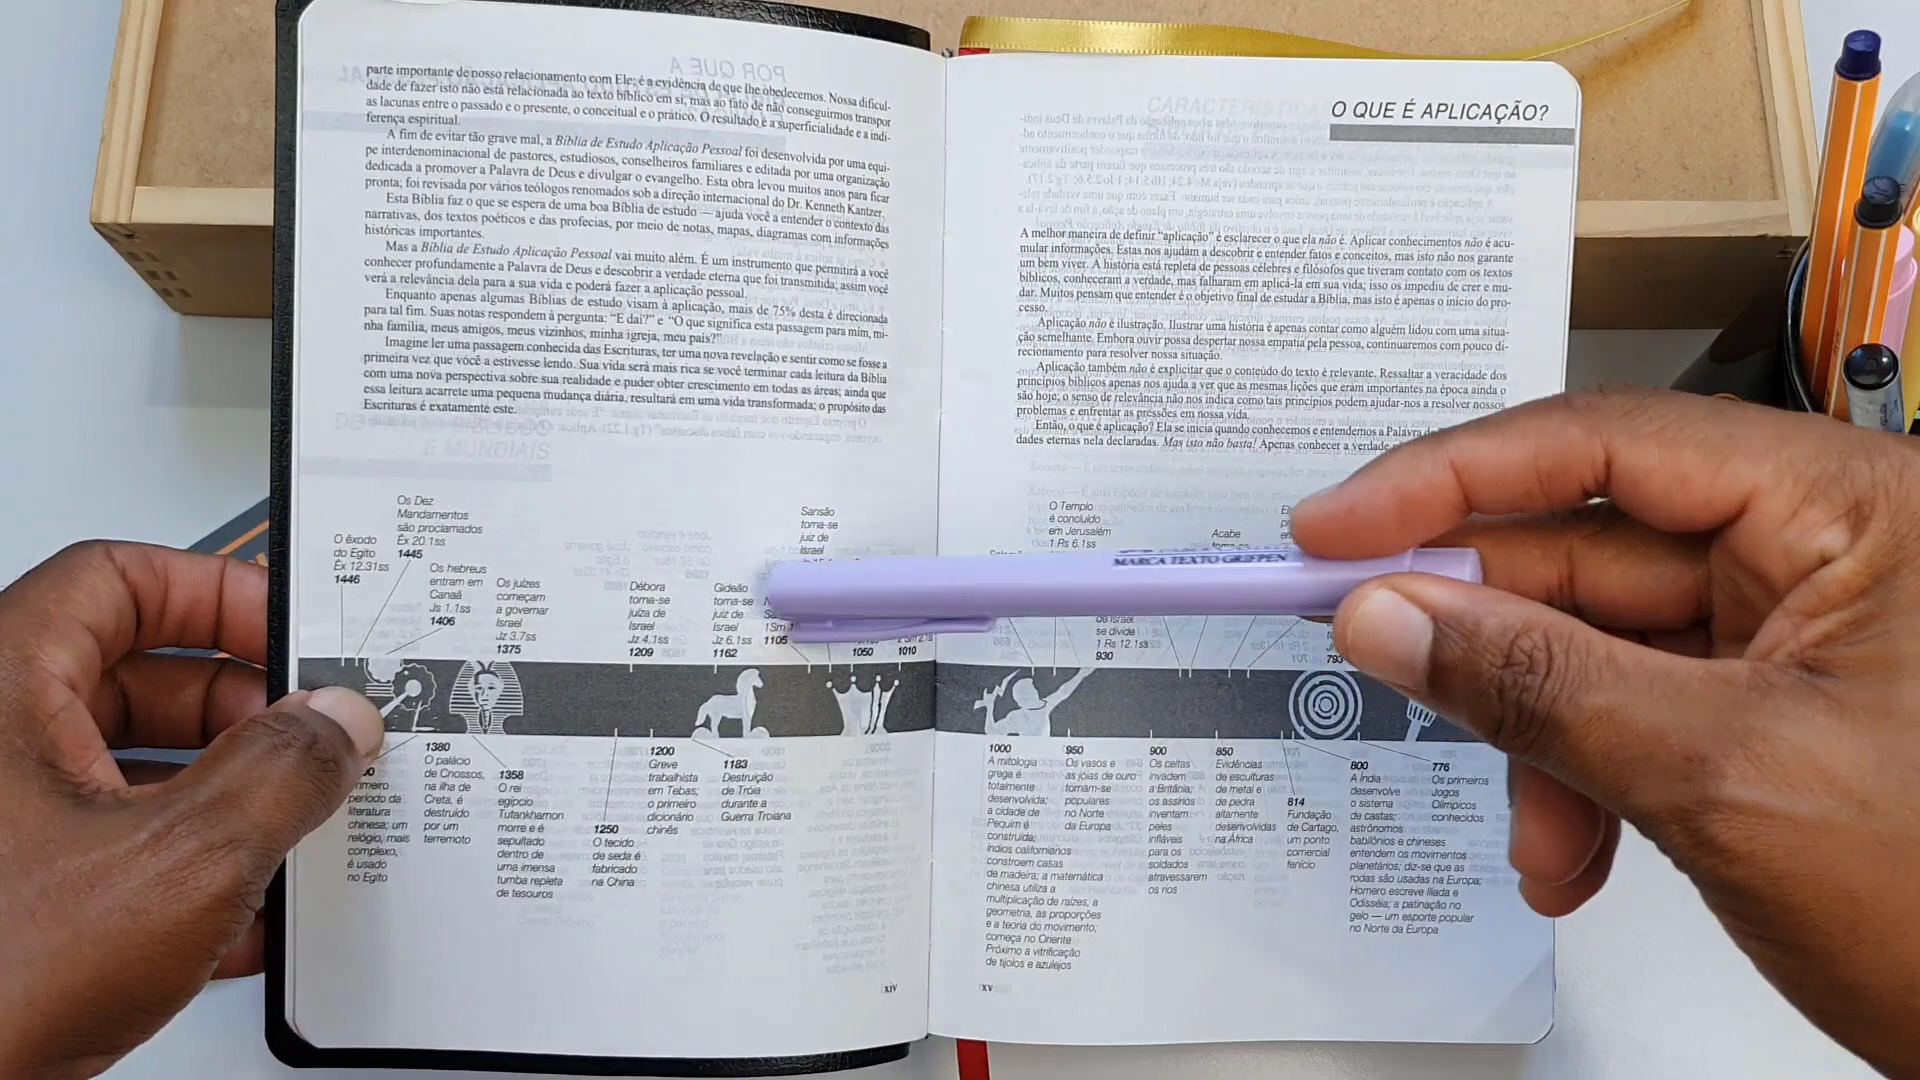 parte importante de nosso relacionamento com Ele; é a evidência de que lhe obedecemos. Nossa dificul-
dade de fazer isto não está relacionada ao texto bíblico em si, mas ao fato de não conseguirmos transpor
as lacunas entre o passado e o presente, o conceitual e o prático. O resultado é a superficialidade e a indi-
ferença espiritual.
A fim de evitar tão grave mal, a Bíblia de Estudo Aplicação Pessoal foi desenvolvida por uma equi-
pe interdenominacional de pastores, estudiosos, conselheiros familiares e editada por uma organização
dedicada a promover a Palavra de Deus e divulgar o evangelho. Esta obra levou muitos anos para ficar
pronta; foi revisada por vários teólogos renomados sob a direção internacional do Dr. Kenneth Kantzer.
Esta Bíblia faz o que se espera de uma boa Bíblia de estudo — ajuda você a entender o contexto das
narrativas, dos textos poéticos e das profecias, por meio de notas, mapas, diagramas com informações
históricas importantes.
Mas a Bíblia de Estudo Aplicação Pessoal vai muito além. É um instrumento que permitirá a você
conhecer profundamente a Palavra de Deus e descobrir a verdade eterna que foi transmitida; assim você
verá a relevância dela para a sua vida e poderá fazer a aplicação pessoal.
Enquanto apenas algumas Bíblias de estudo visam à aplicação, mais de 75% desta é direcionada
para tal fim. Suas notas respondem à pergunta: “E daí?” e “O que significa esta passagem para mim, mi-
nha família, meus amigos, meus vizinhos, minha igreja, meu país?”
Imagine ler uma passagem conhecida das Escrituras, ter uma nova revelação e sentir como se fosse a
primeira vez que você a estivesse lendo. Sua vida será mais rica se você terminar cada leitura da Bíblia
com uma nova perspectiva sobre sua realidade e puder obter crescimento em todas as áreas; ainda que
essa leitura acarrete uma pequena mudança diária, resultará em uma vida transformada; o propósito das
Escrituras é exatamente este.
O êxodo
do Egito
Êx 12.31ss
1446
Os Dez
Mandamentos
são proclamados
Êx 20.1ss
1445
Os hebreus
entram em
Canaã
Js 1.1ss
1406
Os juízes
começam
a governar
Israel
Jz 3.7ss
1375
Débora
torna-se
juíza de
Israel
Jz 4.1ss
1209
Gideão
torna-se
juiz de
Israel
Jz 6.1ss
1162
1Sm 1
1105
Sansão
torna-se
juiz de
Israel
1050
1010
período da
literatura
chinesa; um
relógio, mais
complexo,
é usado
no Egito
1380
O palácio
de Cnossos,
na ilha de
Creta, é
destruído
por um
terremoto
1358
O rei
egípcio
Tutankhamon
morre e é
sepultado
dentro de
uma imensa
tumba repleta
de tesouros
1250
O tecido
de seda é
fabricado
na China
1200
Greve
trabalhista
em Tebas;
o primeiro
dicionário
chinês
1183
Destruição
de Tróia
durante a
Guerra Troiana
xiv
O QUE É APLICAÇÃO?
A melhor maneira de definir “aplicação” é esclarecer o que ela não é. Aplicar conhecimentos não é acu-
mular informações. Estas nos ajudam a descobrir e entender fatos e conceitos, mas isto não nos garante
um bem viver. A história está repleta de pessoas célebres e filósofos que tiveram contato com os textos
bíblicos, conheceram a verdade, mas falharam em aplicá-la em sua vida; isso os impediu de crer e mu-
dar. Muitos pensam que entender é o objetivo final de estudar a Bíblia, mas isto é apenas o início do pro-
cesso.
Aplicação não é ilustração. Ilustrar uma história é apenas contar como alguém lidou com uma situa-
ção semelhante. Embora ouvir possa despertar nossa empatia pela pessoa, continuaremos com pouco di-
recionamento para resolver nossa situação.
Aplicação também não é explicitar que o conteúdo do texto é relevante. Ressaltar a veracidade dos
princípios bíblicos apenas nos ajuda a ver que as mesmas lições que eram importantes na época ainda o
são hoje; o senso de relevância não nos indica como tais princípios podem ajudar-nos a resolver nossos
problemas e enfrentar as pressões em nossa vida.
Então, o que é aplicação? Ela se inicia quando conhecemos e entendemos a Palavra
dades eternas nela declaradas. Mas isto não basta! Apenas conhecer a verdade
O Templo
é concluído
em Jerusalém
1 Rs 6.1ss
MARCA TEXTO GRIFPEN
de Israel
se divide
1 Rs 12.1ss
930
Acabe
torna-se
793
1000
A mitologia
grega é
totalmente
desenvolvida;
a cidade de
Pequim é
construída;
índios californianos
constroem casas
de madeira; a matemática
chinesa utiliza a
multiplicação de raízes, a
geometria, as proporções
e a teoria do movimento;
começa no Oriente
Próximo a vitrificação
de tijolos e azulejos
950
Os vasos e
as jóias de ouro
tornam-se
populares
no Norte
da Europa
900
Os celtas
invadem
a Britânia;
os assírios
inventam
peles
infláveis
para os
soldados
atravessarem
os rios
850
Evidências
de esculturas
de metal e
de pedra
altamente
desenvolvidas
na África
814
Fundação
de Cartago,
um ponto
comercial
fenício
800
A Índia
desenvolve
o sistema
de castas;
astrônomos
babilônios e chineses
entendem os movimentos
planetários; diz-se que as
rodas são usadas na Europa;
Homero escreve Ilíada e
Odisséia; a patinação no
gelo — um esporte popular
no Norte da Europa
776
Os primeiros
Jogos
Olímpicos
conhecidos
xv